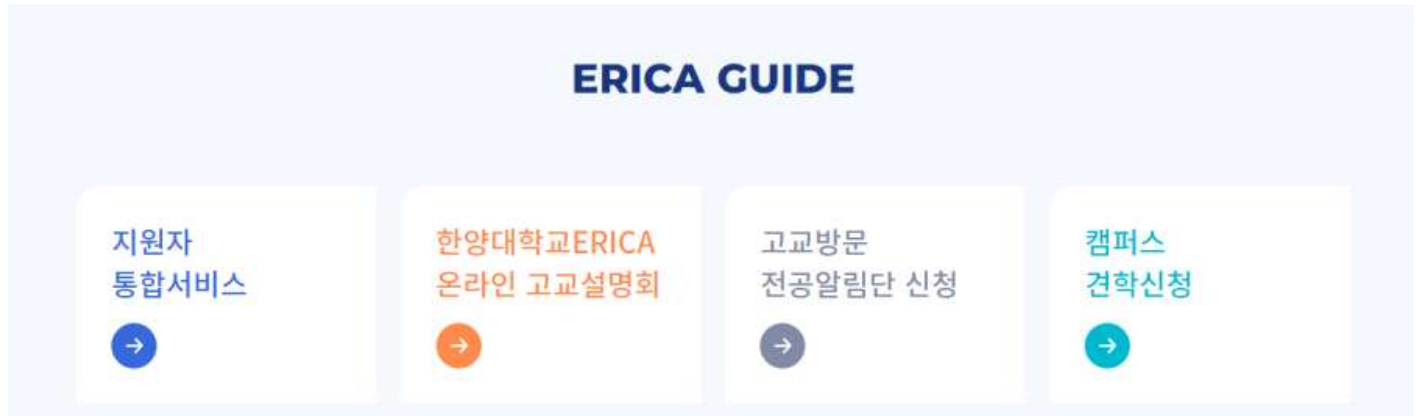 ERICA GUIDE
지원자
통합서비스
한양대학교ERICA
온라인 고교설명회
고교방문
전공알림단 신청
캠퍼스
견학신청